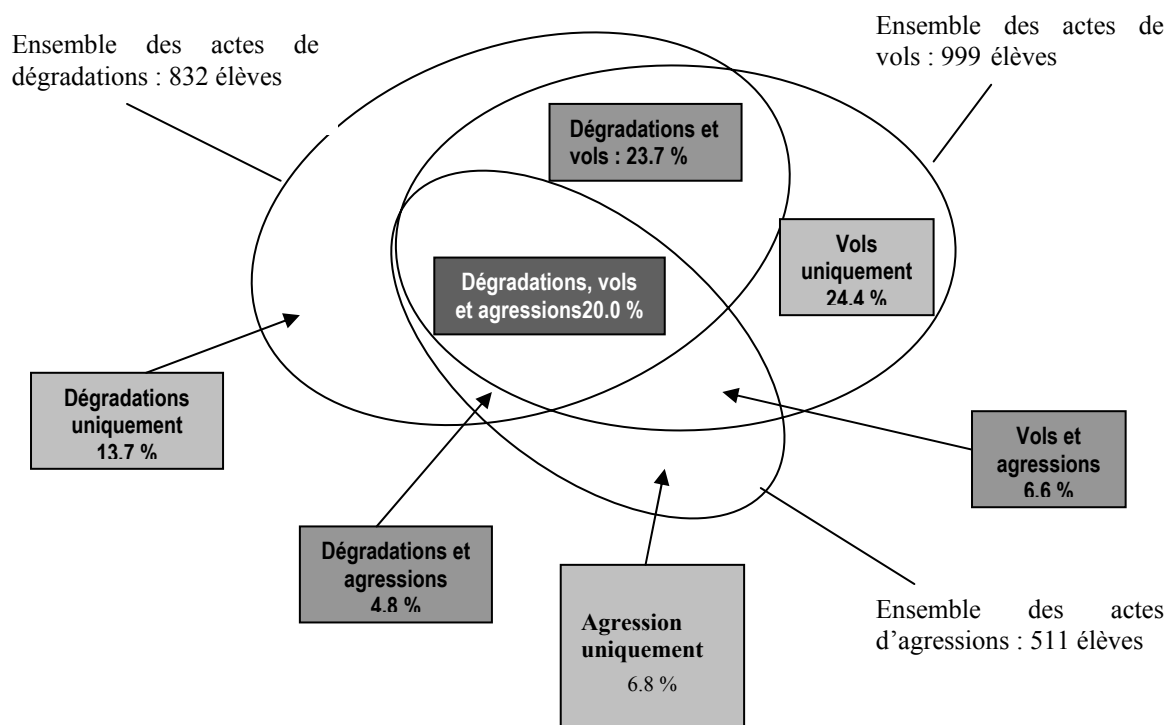 Ensemble des actes de
dégradations : 832 élèves
Ensemble des actes de
vols : 999 élèves
Dégradations et
vols : 23.7 %
Vols
uniquement
24.4 %
Dégradations, vols
et agressions20.0 %
Dégradations
uniquement
13.7 %
Vols et
agressions
6.6 %
Dégradations et
agressions
4.8 %
Agression
uniquement
6.8 %
Ensemble des actes
d’agressions : 511 élèves